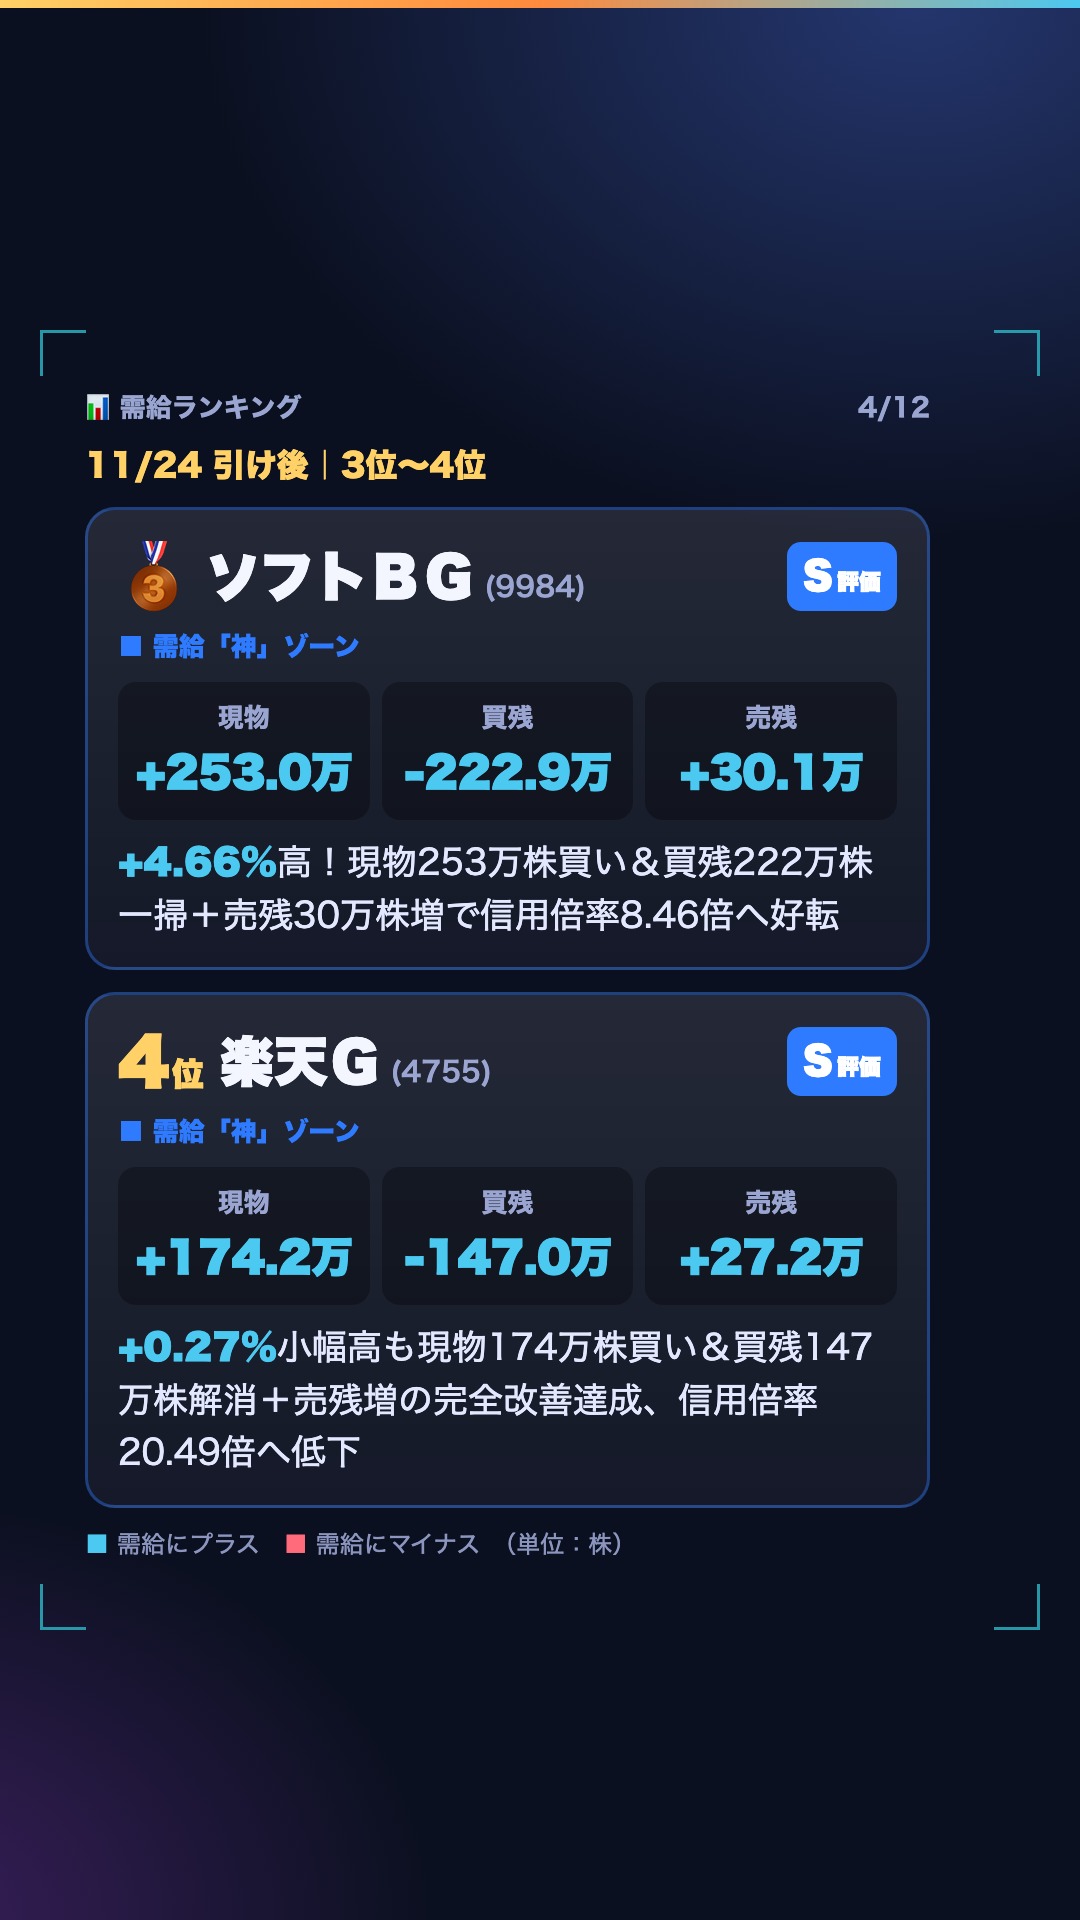 📊 需給ランキング 4/12
11/24 引け後｜3位〜4位
3 ソフトBG (9984) S評価
■ 需給「神」ゾーン
現物 買残 売残
+253.0万 -222.9万 +30.1万
+4.66%高！現物253万株買い＆買残222万株
一掃＋売残30万株増で信用倍率8.46倍へ好転
4位 楽天G (4755) S評価
■ 需給「神」ゾーン
現物 買残 売残
+174.2万 -147.0万 +27.2万
+0.27%小幅高も現物174万株買い＆買残147
万株解消＋売残増の完全改善達成、信用倍率
20.49倍へ低下
■ 需給にプラス ■ 需給にマイナス （単位：株）